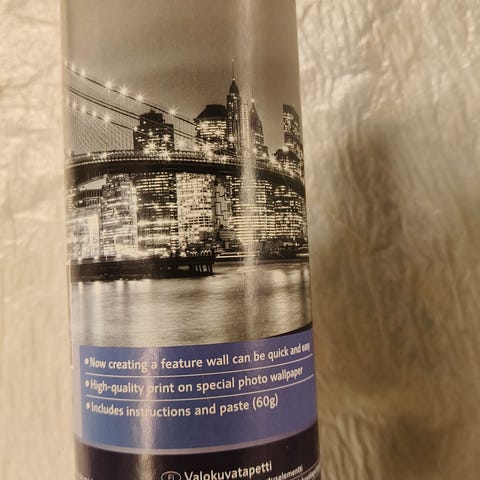 • Now creating a feature wall can be quick and easy
• High-quality print on special photo wallpaper
• Includes instructions and paste (60g)
FI Valokuvatapetti